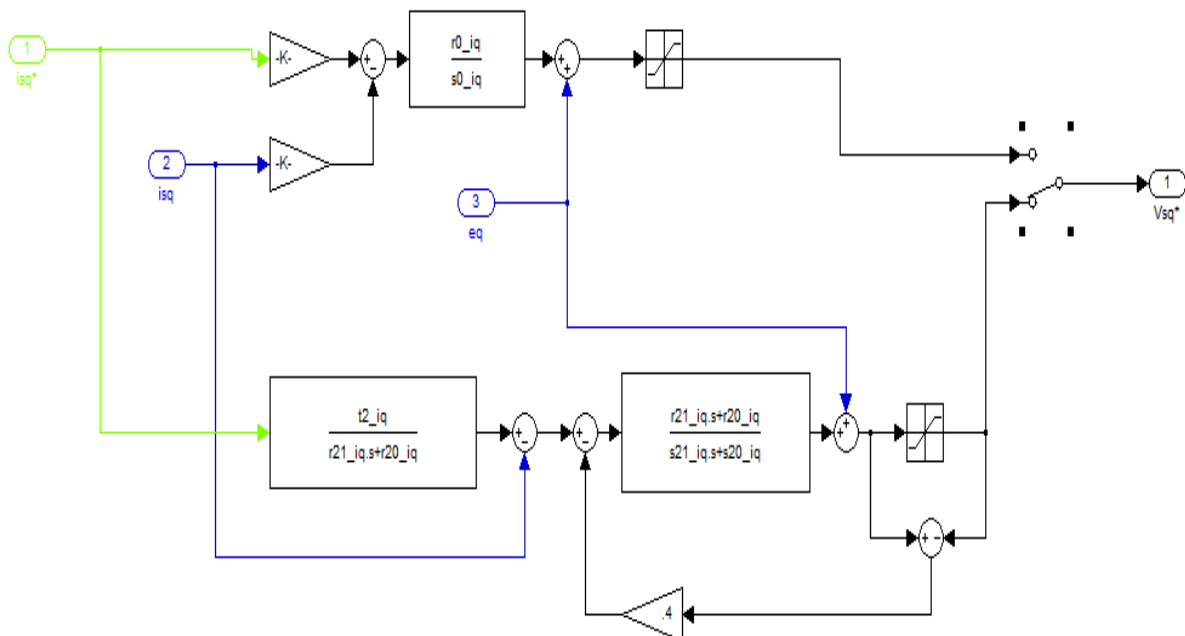 1
isq*
-K-
+
-
r0_iq
s0_iq
+
+
2
isq
-K-
3
eq
1
Vsq*
t2_iq
r21_iq.s+r20_iq
+
-
+
-
r21_iq.s+r20_iq
s21_iq.s+s20_iq
+
+
+
-
.4